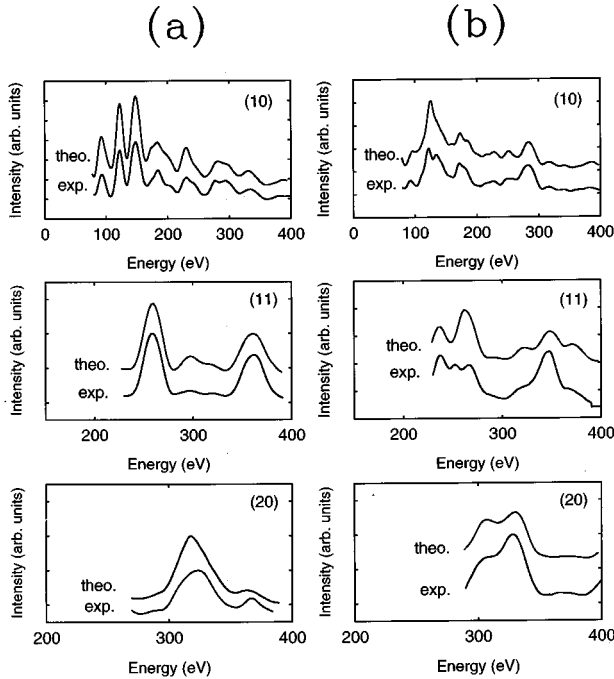 (a)
(b)
Intensity (arb. units)
(10)
theo.
exp.
0 100 200 300 400
Energy (eV)
Intensity (arb. units)
(10)
theo.
exp.
0 100 200 300 400
Energy (eV)
Intensity (arb. units)
(11)
theo.
exp.
200 300 400
Energy (eV)
Intensity (arb. units)
(11)
theo.
exp.
200 300 400
Energy (eV)
Intensity (arb. units)
(20)
theo.
exp.
200 300 400
Energy (eV)
Intensity (arb. units)
(20)
theo.
exp.
200 300 400
Energy (eV)